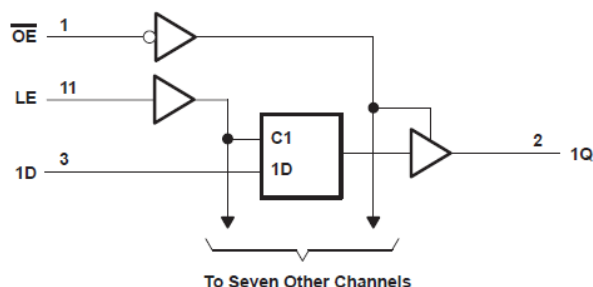 OE 1
LE 11
C1
1D
1D 3
2 1Q
To Seven Other Channels